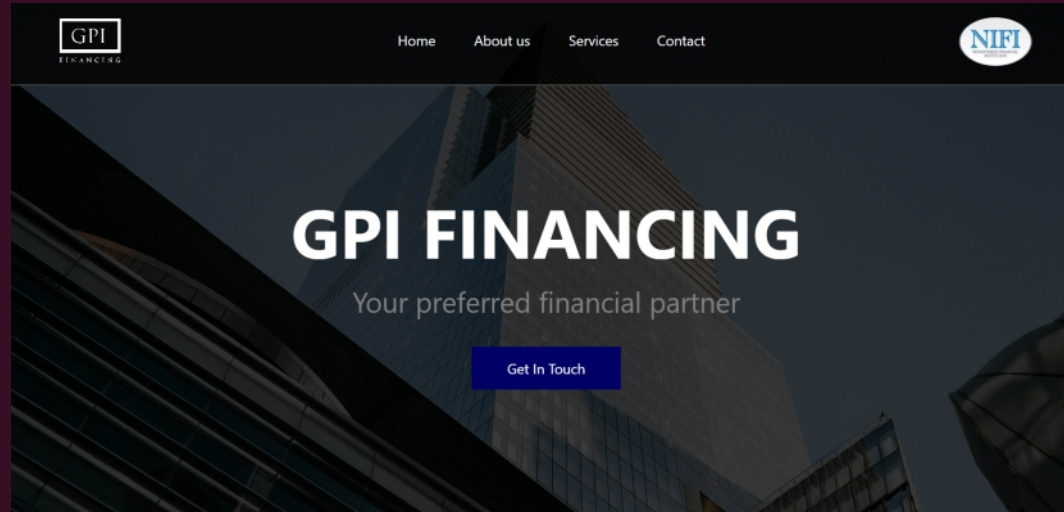 GPI
FINANCING
Home
About us
Services
Contact
NIFI
GPI FINANCING
Your preferred financial partner
Get In Touch